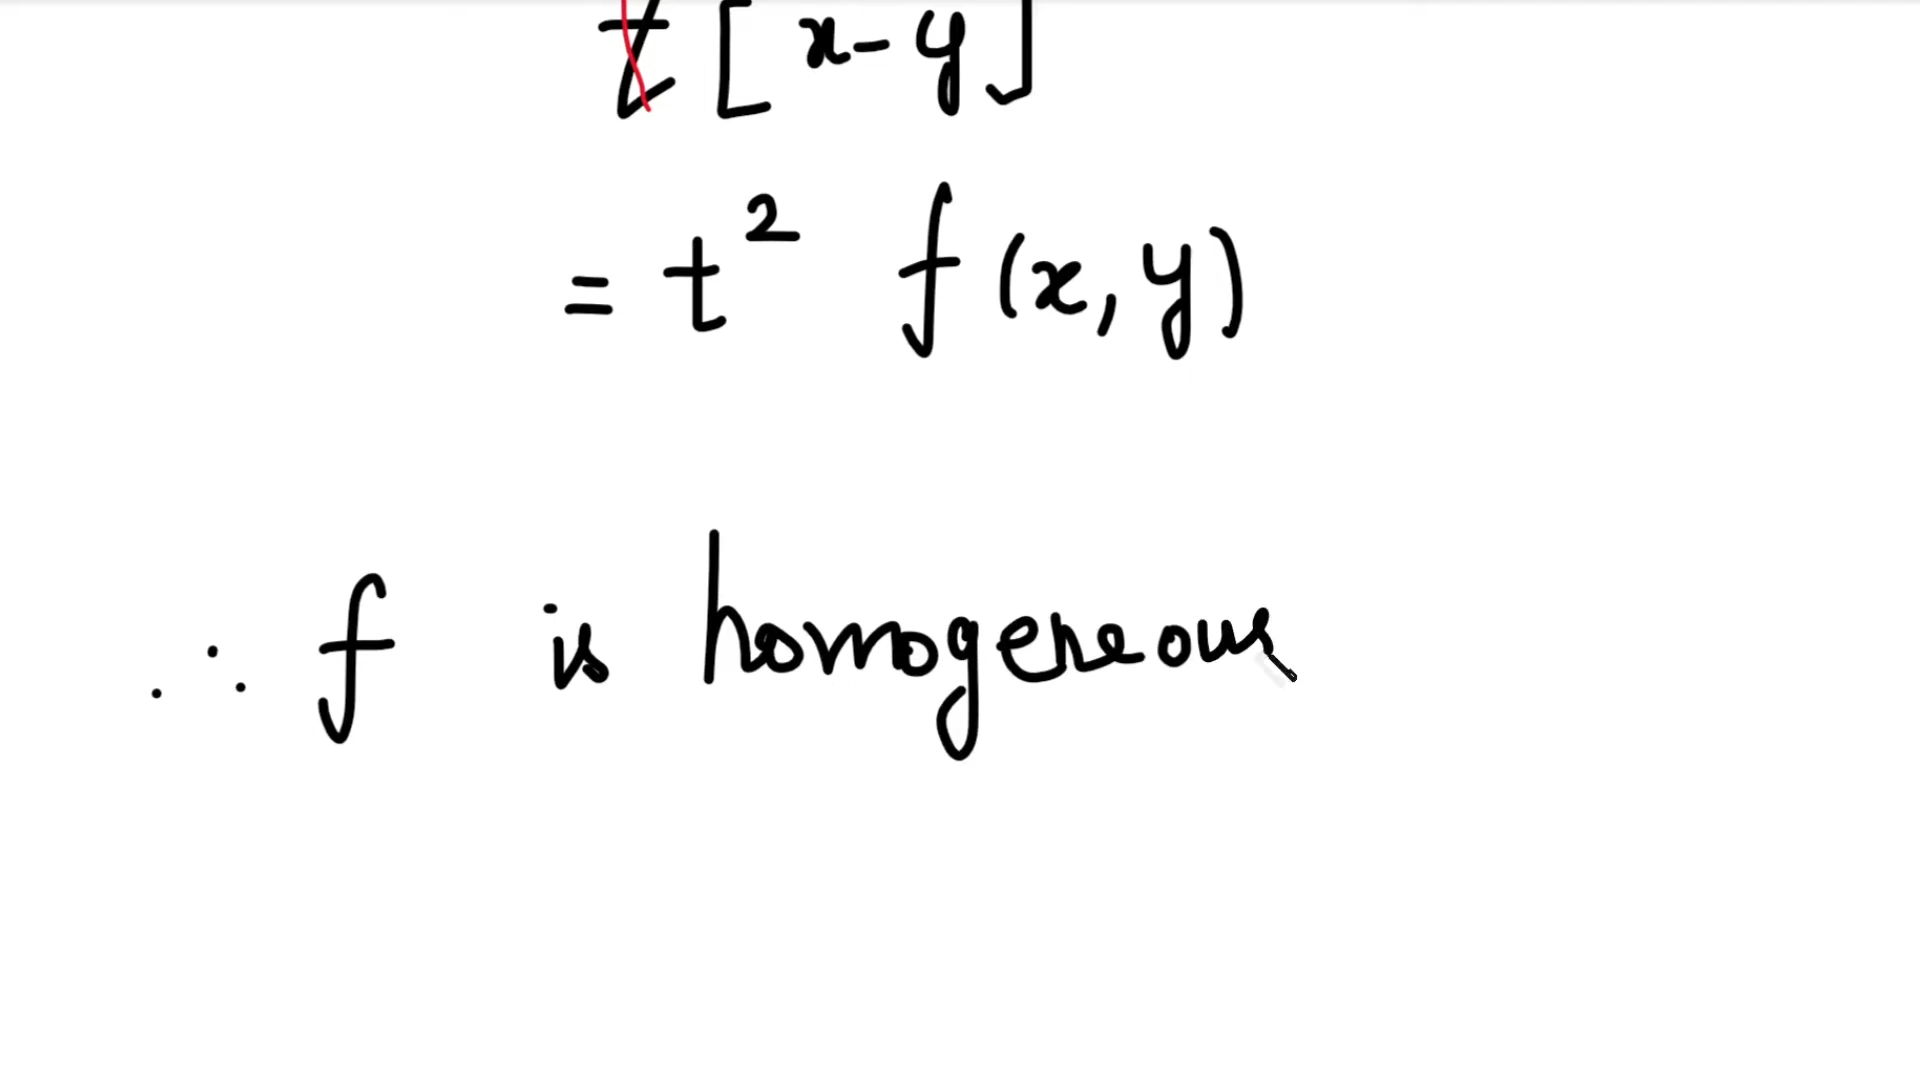 t [x-y]
= t² f(x,y)
∴ f is homogeneous